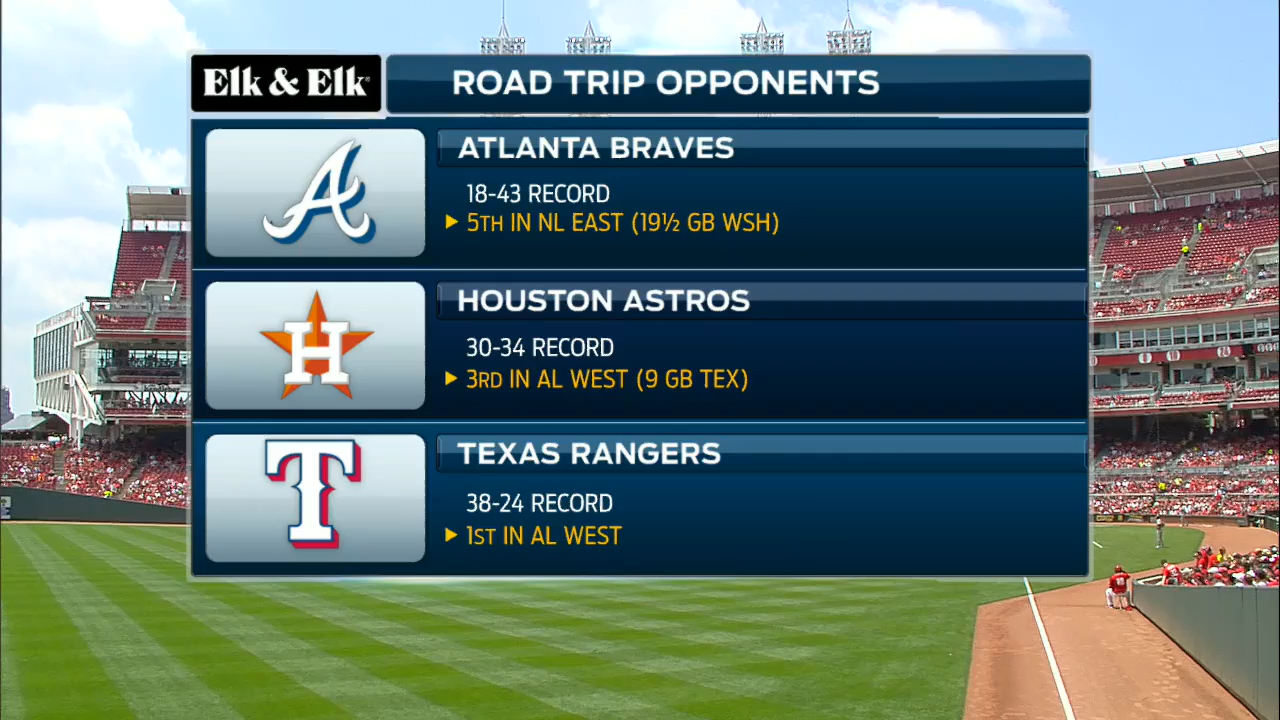 Elk & Elk
ROAD TRIP OPPONENTS
A
ATLANTA BRAVES
18-43 RECORD
5TH IN NL EAST (19½ GB WSH)
H
HOUSTON ASTROS
30-34 RECORD
3RD IN AL WEST (9 GB TEX)
T
TEXAS RANGERS
38-24 RECORD
1ST IN AL WEST